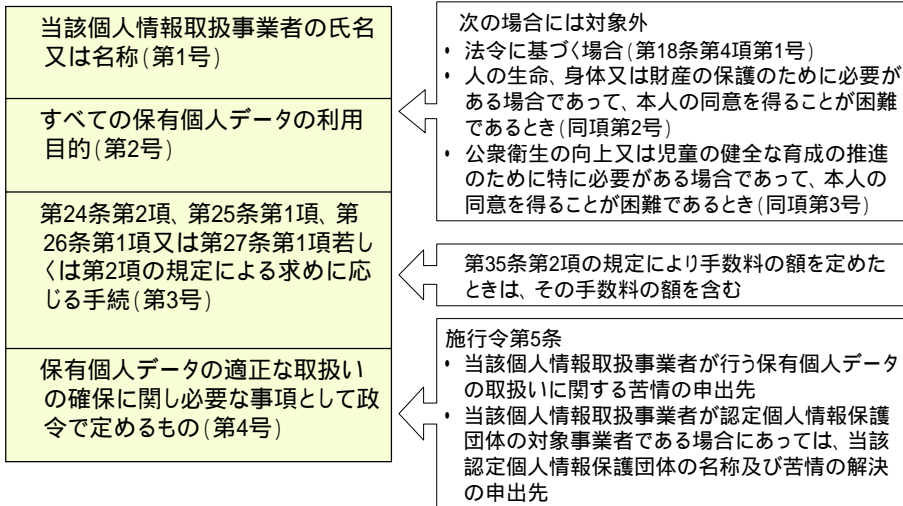 当該個人情報取扱事業者の氏名
又は名称(第1号)
すべての保有個人データの利用
目的(第2号)
第24条第2項、第25条第1項、第
26条第1項又は第27条第1項若し
くは第2項の規定による求めに応
じる手続(第3号)
保有個人データの適正な取扱い
の確保に関し必要な事項として政
令で定めるもの(第4号)
次の場合には対象外
• 法令に基づく場合(第18条第4項第1号)
• 人の生命、身体又は財産の保護のために必要が
ある場合であって、本人の同意を得ることが困難
であるとき(同項第2号)
• 公衆衛生の向上又は児童の健全な育成の推進
のために特に必要がある場合であって、本人の
同意を得ることが困難であるとき(同項第3号)
第35条第2項の規定により手数料の額を定めた
ときは、その手数料の額を含む
施行令第5条
• 当該個人情報取扱事業者が行う保有個人データ
の取扱いに関する苦情の申出先
• 当該個人情報取扱事業者が認定個人情報保護
団体の対象事業者である場合にあっては、当該
認定個人情報保護団体の名称及び苦情の解決
の申出先